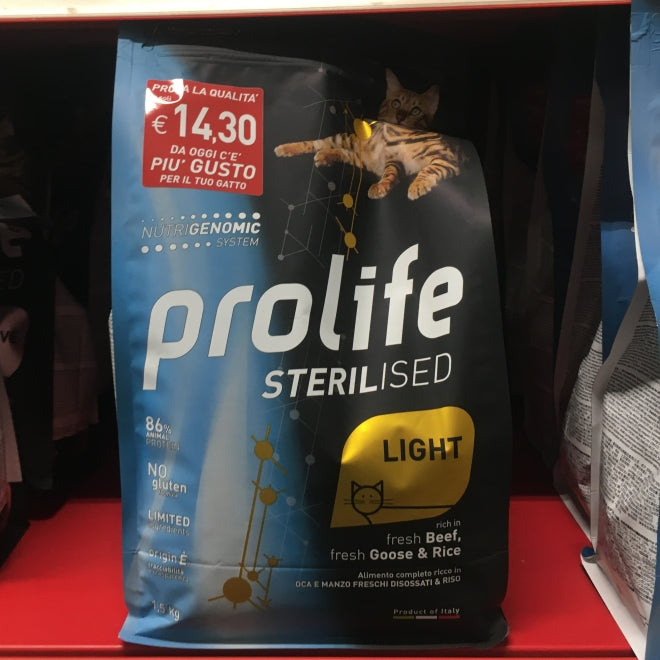 PROVA LA QUALITA'
€ 14,30
DA OGGI C'E'
PIU' GUSTO
PER IL TUO GATTO
NUTRIGENOMIC
SYSTEM
prolife
STERILISED
86%
ANIMAL
PROTEIN
NO
gluten
LIMITED
ingredients
origin È
tracciabilità
1,5 Kg
LIGHT
rich in
fresh Beef,
fresh Goose & Rice
Alimento completo ricco in
OCA E MANZO FRESCHI DISOSSATI & RISO
Product of Italy